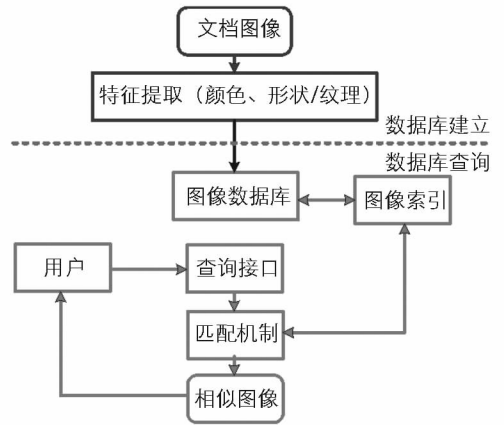 文档图像
特征提取（颜色、形状/纹理）
数据库建立
数据库查询
图像数据库
图像索引
用户
查询接口
匹配机制
相似图像